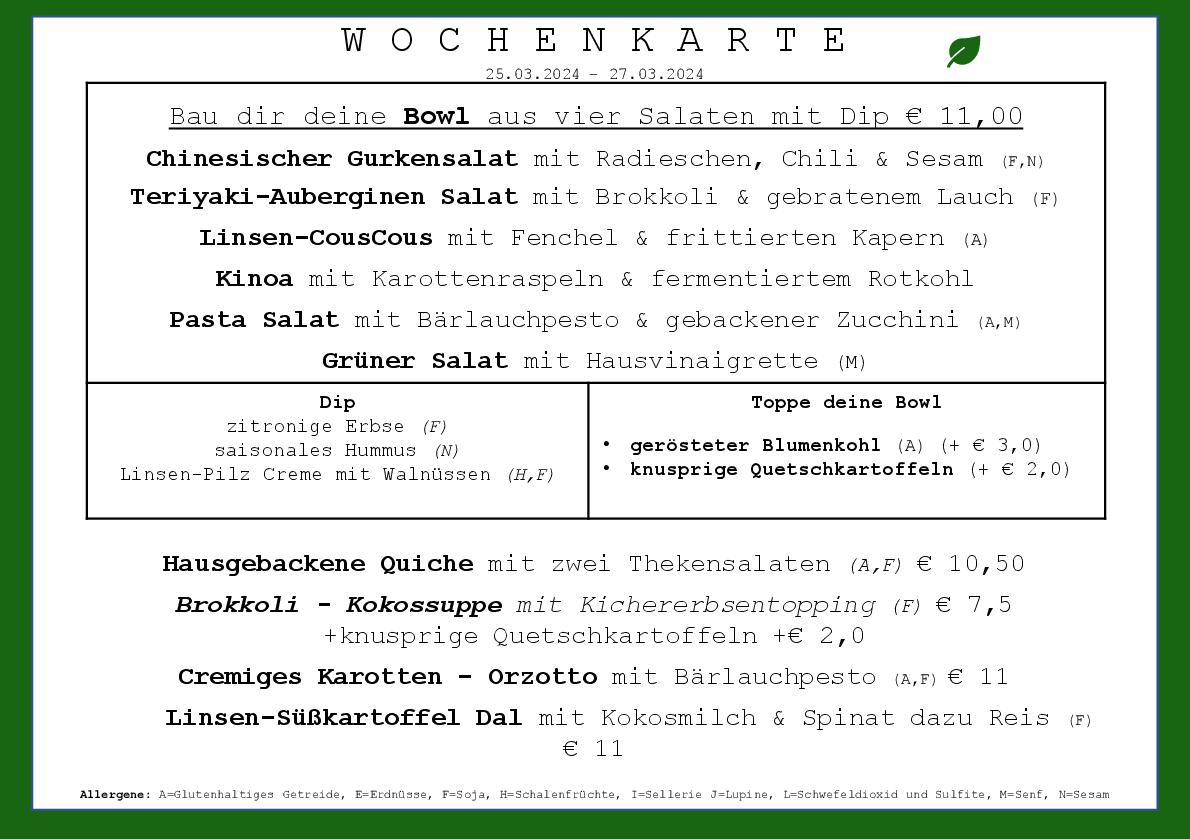 WOCHENKARTE
25.03.2024 – 27.03.2024
Bau dir deine Bowl aus vier Salaten mit Dip € 11,00
Chinesischer Gurkensalat mit Radieschen, Chili & Sesam (F,N)
Teriyaki-Auberginen Salat mit Brokkoli & gebratenem Lauch (F)
Linsen-CousCous mit Fenchel & frittierten Kapern (A)
Kinoa mit Karottenraspeln & fermentiertem Rotkohl
Pasta Salat mit Bärlauchpesto & gebackener Zucchini (A,M)
Grüner Salat mit Hausvinaigrette (M)
Dip
zitronige Erbse (F)
saisonales Hummus (N)
Linsen-Pilz Creme mit Walnüssen (H,F)
Toppe deine Bowl
• gerösteter Blumenkohl (A) (+ € 3,0)
• knusprige Quetschkartoffeln (+ € 2,0)
Hausgebackene Quiche mit zwei Thekensalaten (A,F) € 10,50
Brokkoli - Kokossuppe mit Kichererbsentopping (F) € 7,5
+knusprige Quetschkartoffeln +€ 2,0
Cremiges Karotten – Orzotto mit Bärlauchpesto (A,F) € 11
Linsen-Süßkartoffel Dal mit Kokosmilch & Spinat dazu Reis (F)
€ 11
Allergene: A=Glutenhaltiges Getreide, E=Erdnüsse, F=Soja, H=Schalenfrüchte, I=Sellerie J=Lupine, L=Schwefeldioxid und Sulfite, M=Senf, N=Sesam